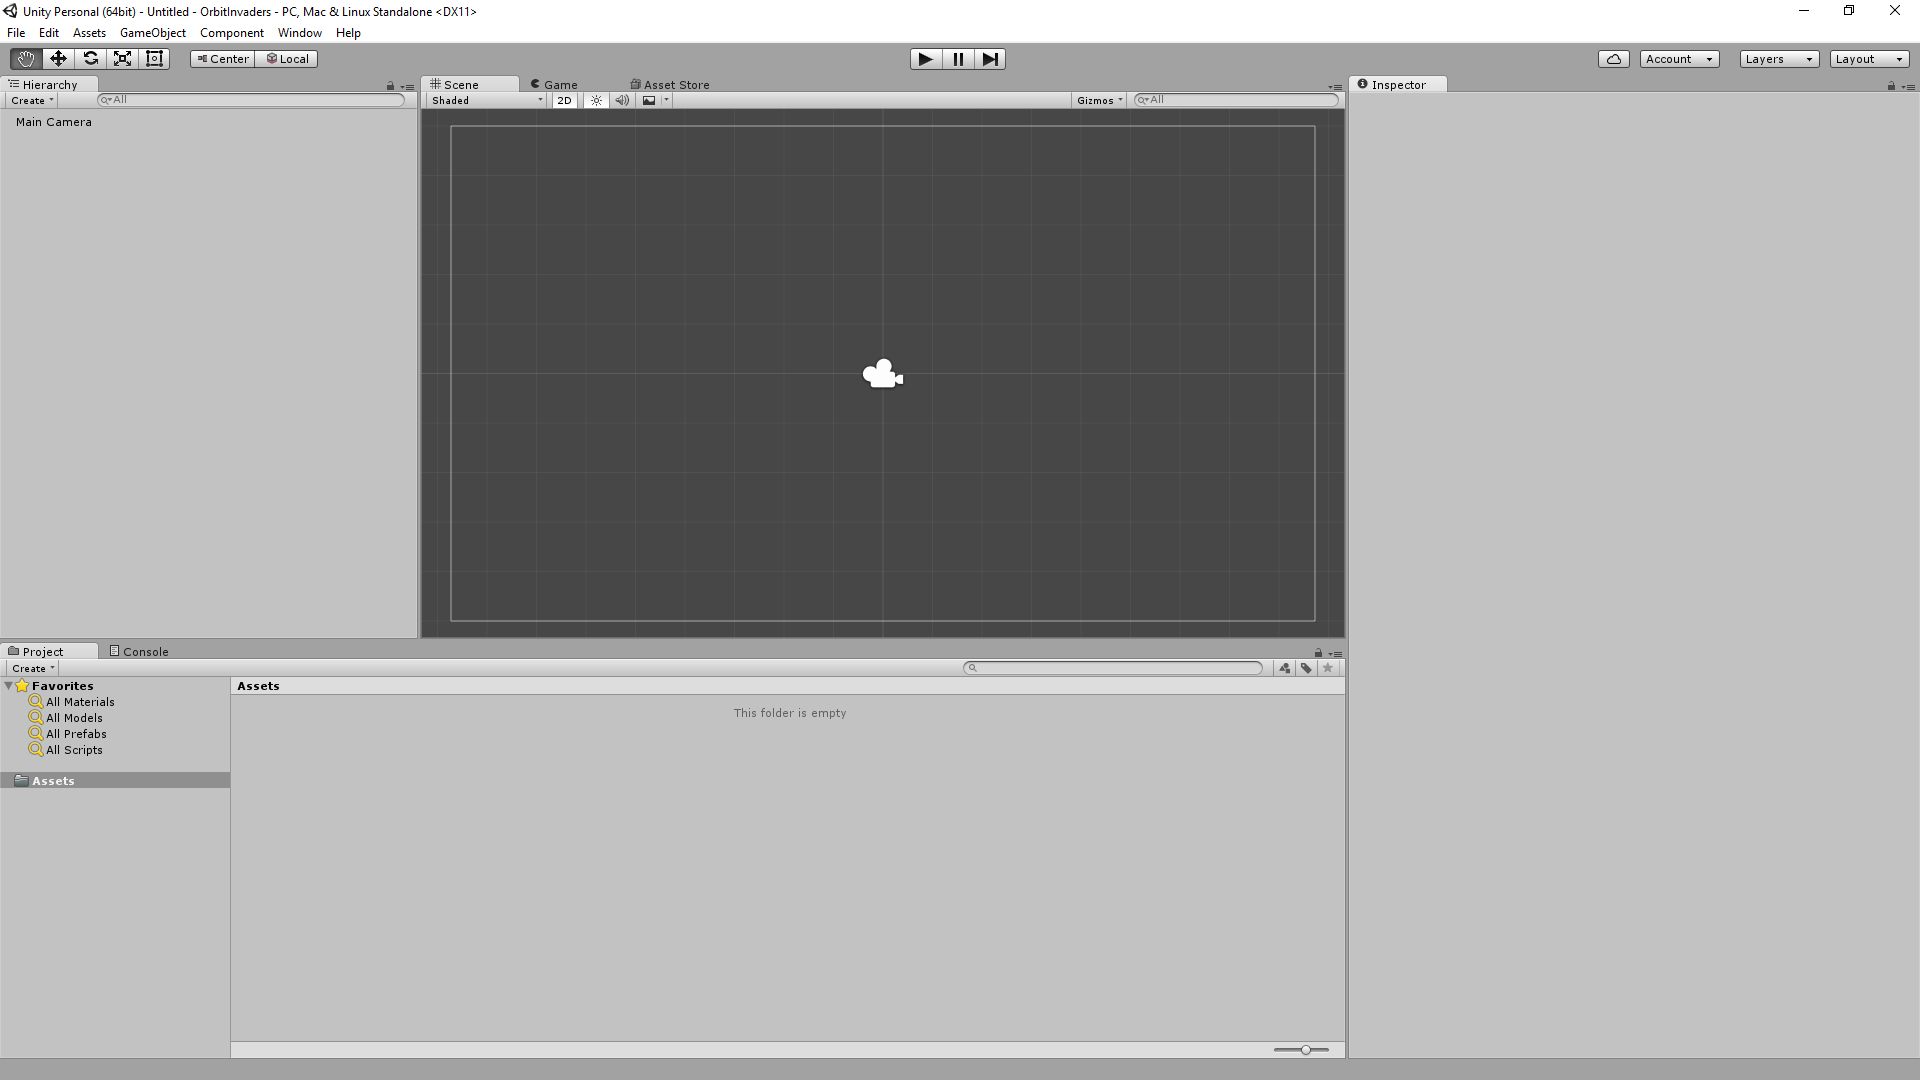 Unity Personal (64bit) - Untitled - OrbitInvaders - PC, Mac & Linux Standalone <DX11>
File Edit Assets GameObject Component Window Help
Center Local Account Layers Layout
Hierarchy Scene Game Asset Store Inspector
Create All Shaded 2D Gizmos All
Main Camera
Project Console
Create
Favorites Assets
All Materials
This folder is empty
All Models
All Prefabs
All Scripts
Assets